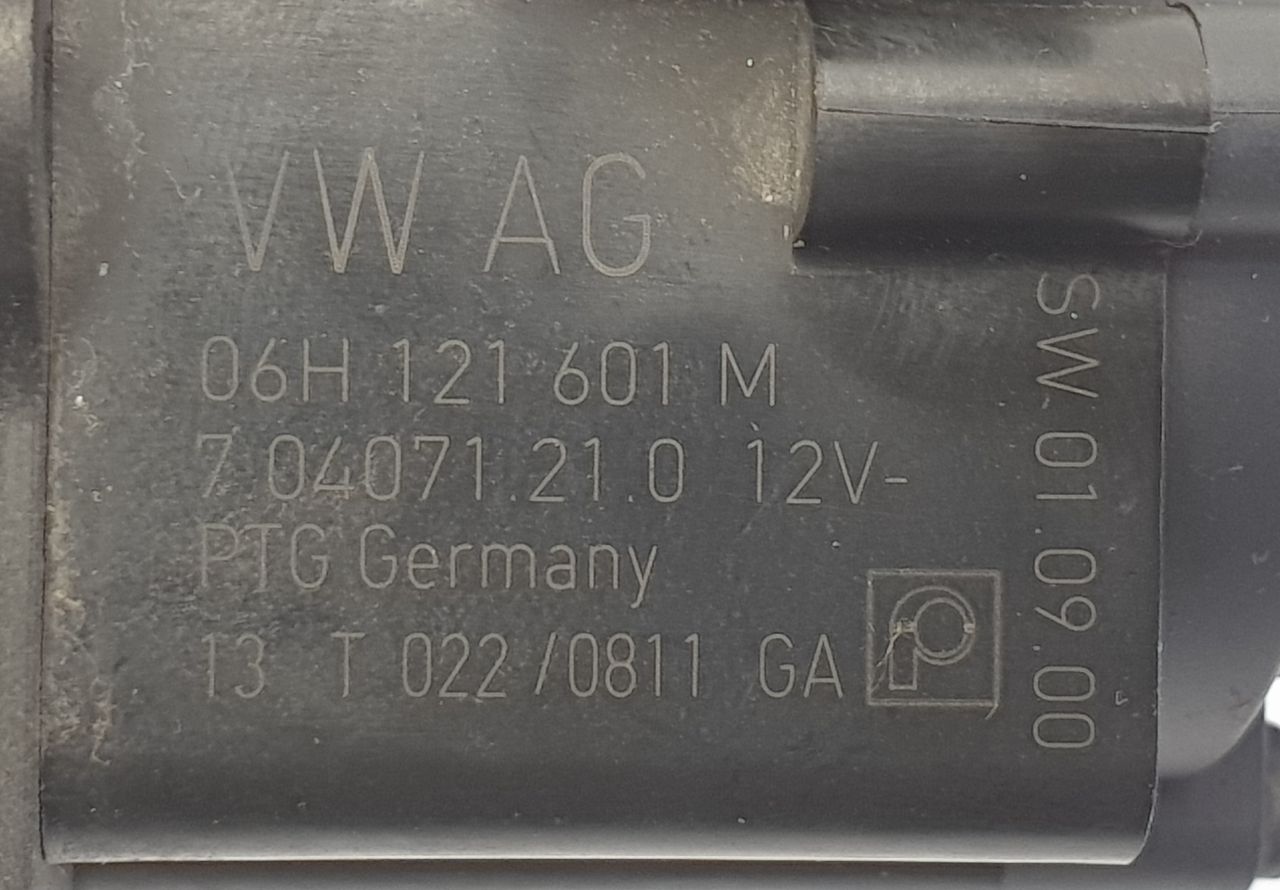 VW AG
06H 121 601 M
7.04071.21.0 12V-
PTG Germany
13 T 022/0811 GA
SW 01.09.00